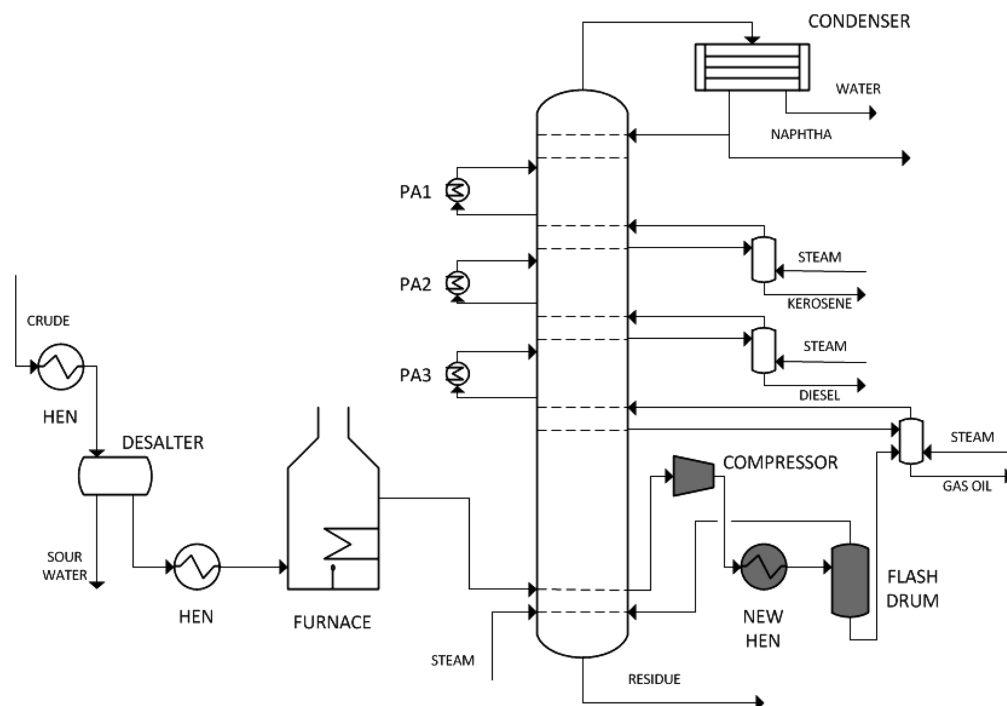 CONDENSER
WATER
NAPHTHA
PA1
STEAM
PA2
KEROSENE
CRUDE
STEAM
PA3
DIESEL
HEN
DESALTER
STEAM
COMPRESSOR
GAS OIL
SOUR
WATER
HEN
FURNACE
NEW
HEN
FLASH
DRUM
STEAM
RESIDUE